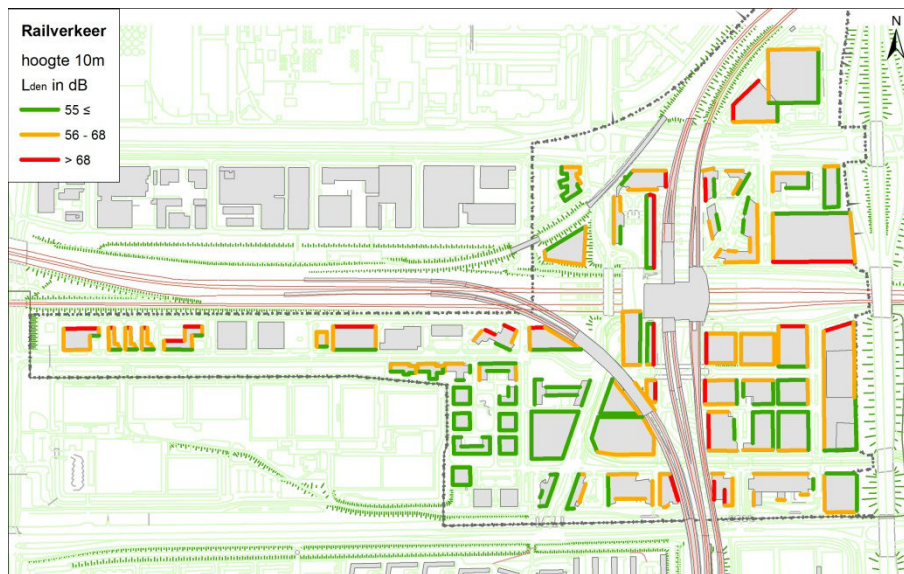 Railverkeer
hoogte 10m
Lden in dB
55 ≤
56 - 68
> 68
N